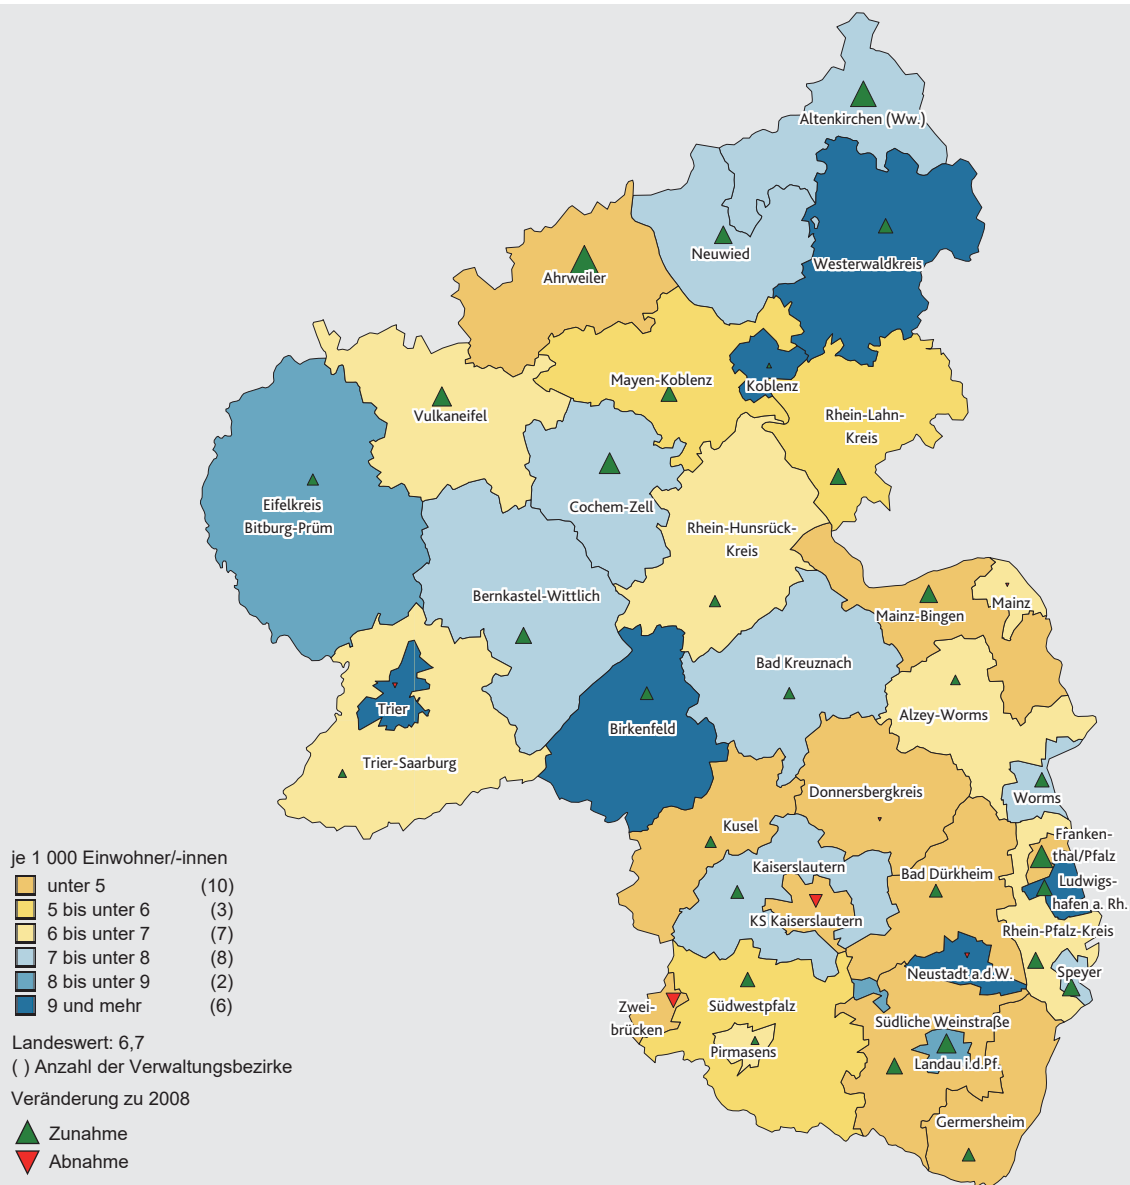 Altenkirchen (Ww.)
Neuwied
Westerwaldkreis
Ahrweiler
Mayen-Koblenz
Koblenz
Vulkaneifel
Rhein-Lahn-
Kreis
Cochem-Zell
Eifelkreis
Bitburg-Prüm
Rhein-Hunsrück-
Kreis
Bernkastel-Wittlich
Mainz-Bingen
Mainz
Bad Kreuznach
Trier
Birkenfeld
Alzey-Worms
Trier-Saarburg
Donnersbergkreis
Worms
Kusel
Franken-
thal/Pfalz
Kaiserslautern
Bad Dürkheim
Ludwigs-
hafen a. Rh.
KS Kaiserslautern
Rhein-Pfalz-Kreis
Neustadt a.d.W.
Speyer
Zwei-
brücken
Südwestpfalz
Südliche Weinstraße
Pirmasens
Landau i.d.Pf.
Germersheim
je 1 000 Einwohner/-innen
unter 5 (10)
5 bis unter 6 (3)
6 bis unter 7 (7)
7 bis unter 8 (8)
8 bis unter 9 (2)
9 und mehr (6)
Landeswert: 6,7
( ) Anzahl der Verwaltungsbezirke
Veränderung zu 2008
Zunahme
Abnahme